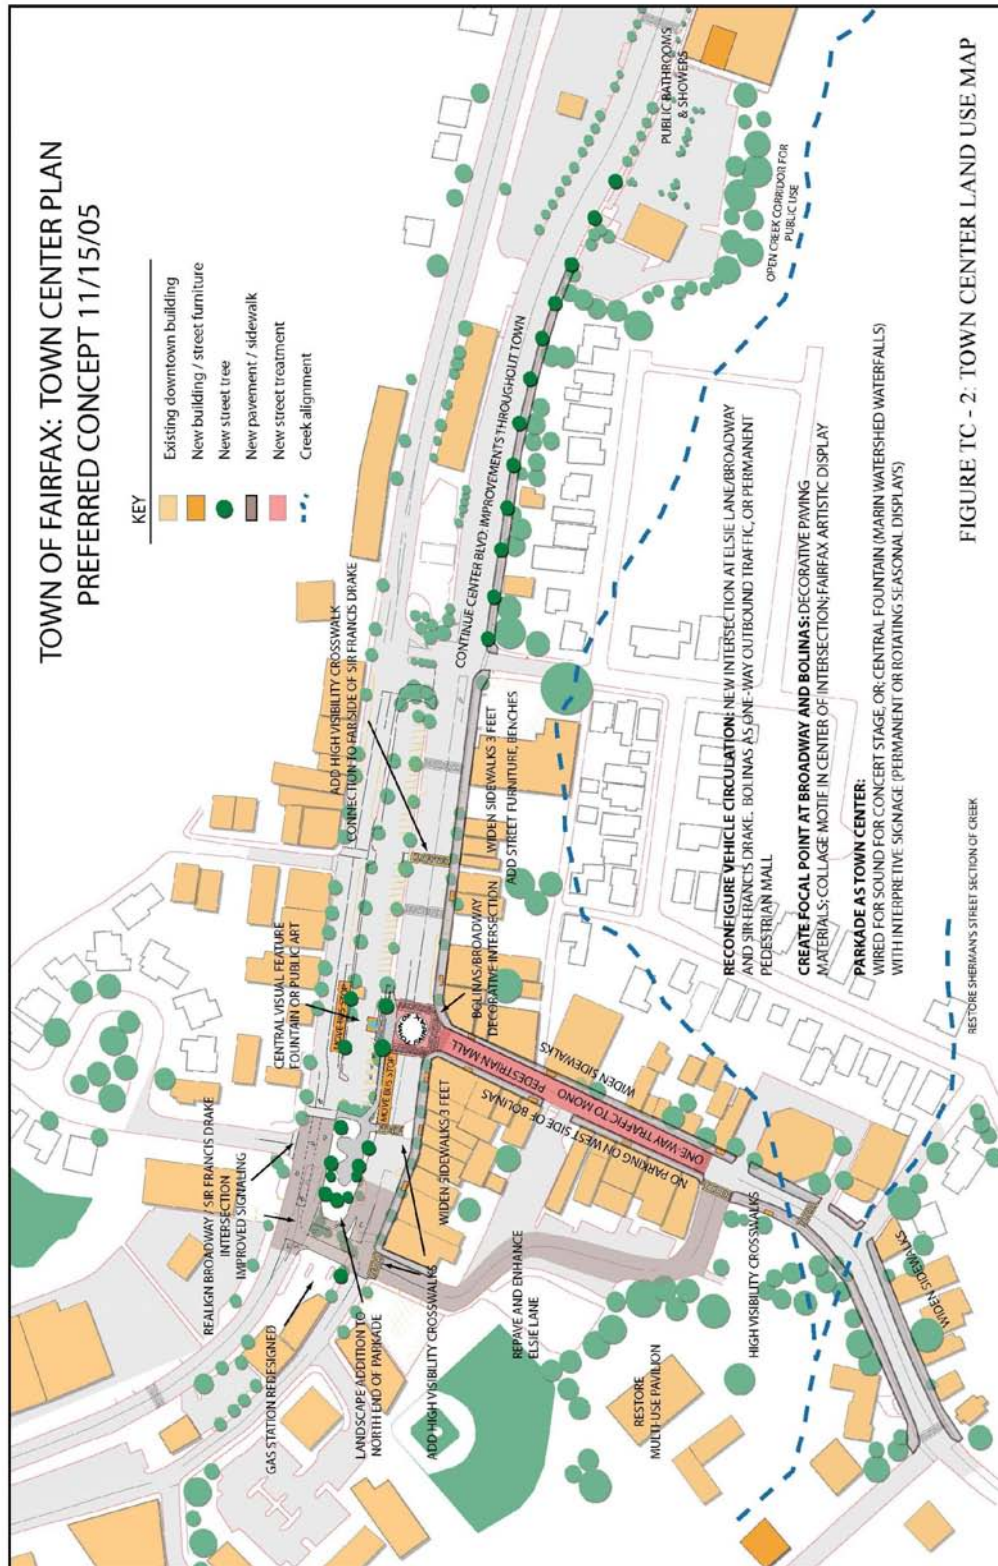 TOWN OF FAIRFAX: TOWN CENTER PLAN
PREFERRED CONCEPT 11/15/05
KEY
Existing downtown building
New building / street furniture
New street tree
New pavement / sidewalk
New street treatment
Creek alignment
REALIGN BROADWAY / SIR FRANCIS DRAKE
INTERSECTION
IMPROVED SIGNALING
GAS STATION REDESIGNED
LANDSCAPE ADDITION TO
NORTH END OF PARKADE
ADD HIGH VISIBILITY CROSSWALKS
CENTRAL VISUAL FEATURE
FOUNTAIN OR PUBLIC ART
MOVE BUS STOP
MOVE BUS STOP
ADD HIGH VISIBILITY CROSSWALK
CONNECTION TO FAR SIDE OF SIR FRANCIS DRAKE
WIDEN SIDEWALKS 3 FEET
BOLINAS/BROADWAY
DECORATIVE INTERSECTION
WIDEN SIDEWALKS 3 FEET
ADD STREET FURNITURE, BENCHES
CONTINUE CENTER BLVD. IMPROVEMENTS THROUGHOUT TOWN
PUBLIC BATHROOMS
& SHOWERS
OPEN CREEK CORRIDOR FOR
PUBLIC USE
REPAVE AND ENHANCE
ELSIE LANE
NO PARKING ON WEST SIDE OF BOLINAS
ONE-WAY TRAFFIC TO MONO
PEDESTRIAN MALL
WIDEN SIDEWALKS
RESTORE
MULTI-USE PAVILION
HIGH VISIBILITY CROSSWALKS
WIDEN SIDEWALKS
RECONFIGURE VEHICLE CIRCULATION: NEW INTERSECTION AT ELSIE LANE/BROADWAY
AND SIR FRANCIS DRAKE. BOLINAS AS ONE-WAY OUTBOUND TRAFFIC, OR PERMANENT
PEDESTRIAN MALL
CREATE FOCAL POINT AT BROADWAY AND BOLINAS: DECORATIVE PAVING
MATERIALS; COLLAGE MOTIF IN CENTER OF INTERSECTION; FAIRFAX ARTISTIC DISPLAY
PARKADE AS TOWN CENTER:
WIRED FOR SOUND FOR CONCERT STAGE, OR; CENTRAL FOUNTAIN (MARIN WATERSHED WATERFALLS)
WITH INTERPRETIVE SIGNAGE (PERMANENT OR ROTATING SEASONAL DISPLAYS)
RESTORE SHERMAN'S STREET SECTION OF CREEK
FIGURE TC - 2: TOWN CENTER LAND USE MAP